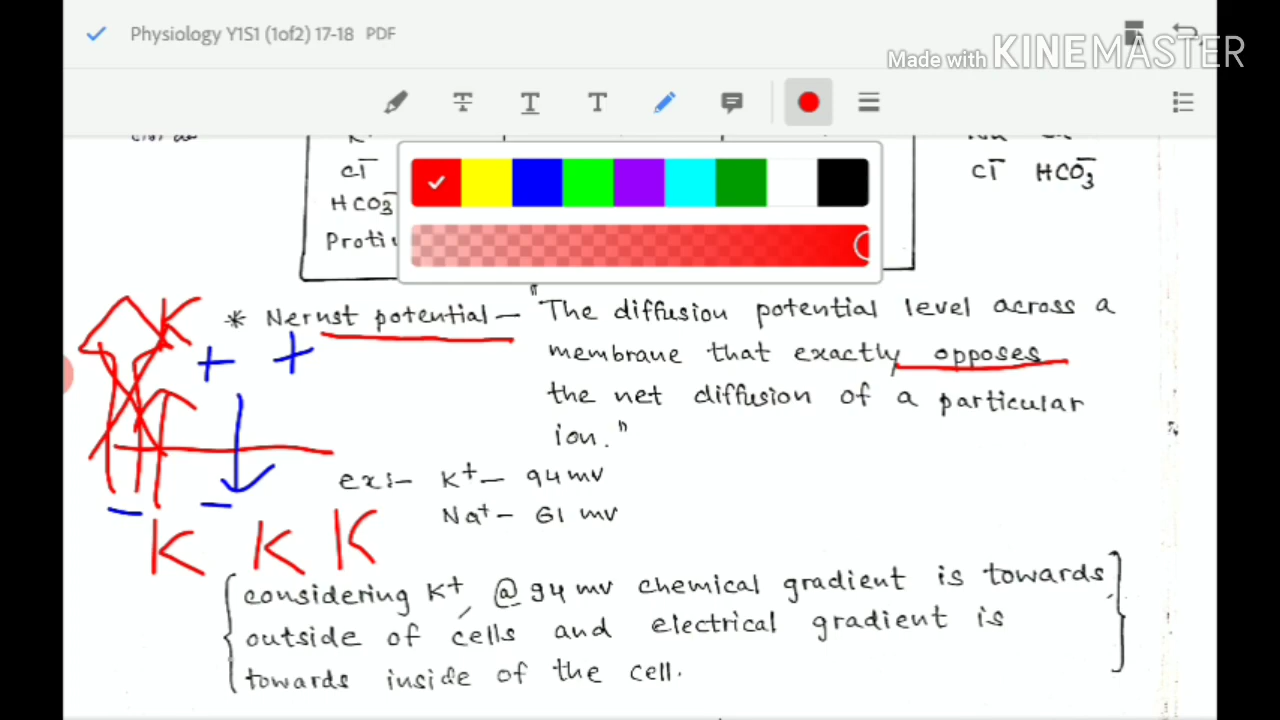 Physiology Y1S1 (1of2) 17-18 PDF
Made with KINEMASTER
K
Cl⁻
HCO₃⁻
Proti
Cl⁻ HCO₃⁻
K
* Nernst potential — "The diffusion potential level across a
+ + membrane that exactly opposes
the net diffusion of a particular
ion."
ex:- K⁺ - 94 mv
Na⁺ - 61 mv
- -
K K K
considering K⁺ @ 94 mv chemical gradient is towards
outside of cells and electrical gradient is
towards inside of the cell.